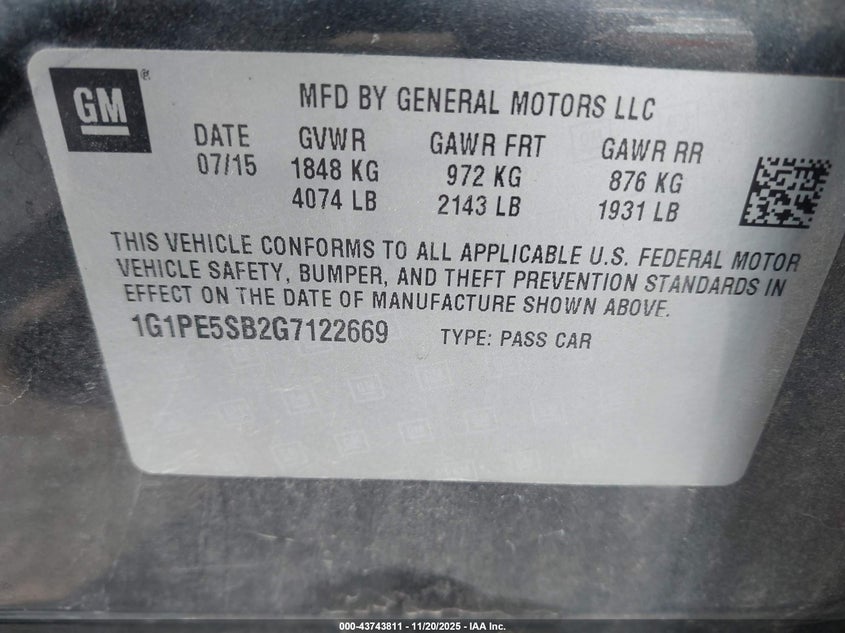 GM®
MFD BY GENERAL MOTORS LLC
DATE GVWR GAWR FRT GAWR RR
07/15 1848 KG 972 KG 876 KG
4074 LB 2143 LB 1931 LB
THIS VEHICLE CONFORMS TO ALL APPLICABLE U.S. FEDERAL MOTOR
VEHICLE SAFETY, BUMPER, AND THEFT PREVENTION STANDARDS IN
EFFECT ON THE DATE OF MANUFACTURE SHOWN ABOVE.
1G1PE5SB2G7122669 TYPE: PASS CAR
000-43743811 - 11/20/2025 - IAA Inc.